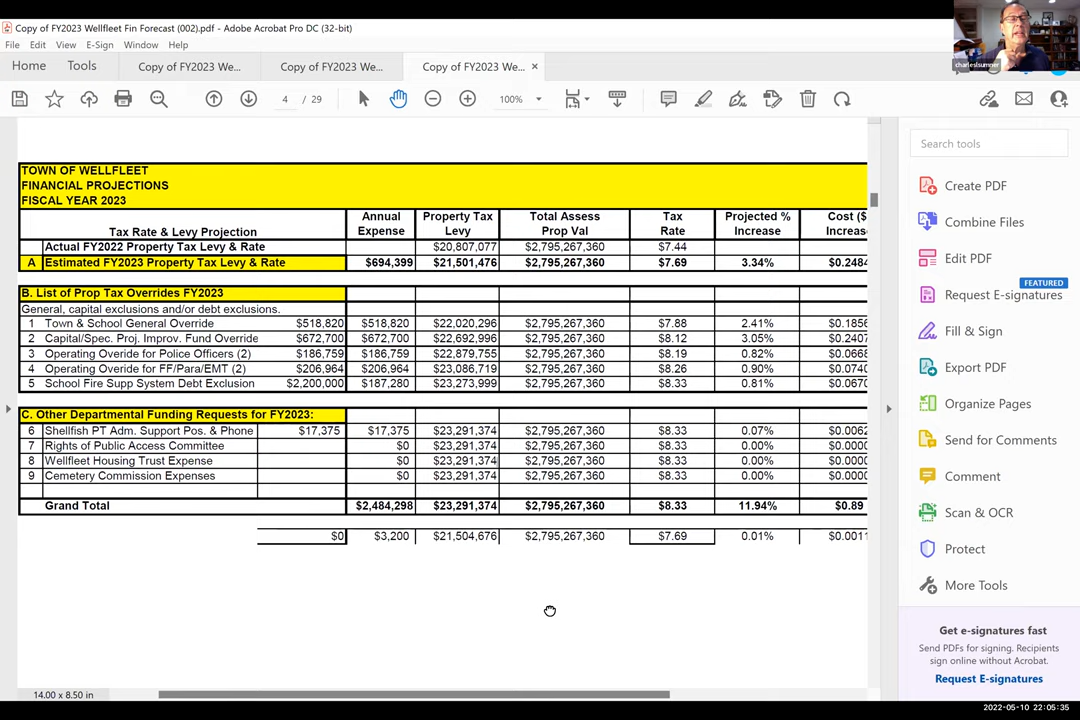 Copy of FY2023 Wellfleet Fin Forecast (002).pdf - Adobe Acrobat Pro DC (32-bit)
File Edit View E-Sign Window Help
Home Tools Copy of FY2023 We... Copy of FY2023 We... Copy of FY2023 We... ×
4 / 29 100%
charleslsumner
TOWN OF WELLFLEET
FINANCIAL PROJECTIONS
FISCAL YEAR 2023
Tax Rate & Levy Projection Annual Expense Property Tax Levy Total Assess Prop Val Tax Rate Projected % Increase Cost ($ Increas
Actual FY2022 Property Tax Levy & Rate $20,807,077 $2,795,267,360 $7.44
A Estimated FY2023 Property Tax Levy & Rate $694,399 $21,501,476 $2,795,267,360 $7.69 3.34% $0.2484
B. List of Prop Tax Overrides FY2023
General, capital exclusions and/or debt exclusions.
1 Town & School General Override $518,820 $518,820 $22,020,296 $2,795,267,360 $7.88 2.41% $0.1856
2 Capital/Spec. Proj. Improv. Fund Override $672,700 $672,700 $22,692,996 $2,795,267,360 $8.12 3.05% $0.2407
3 Operating Overide for Police Officers (2) $186,759 $186,759 $22,879,755 $2,795,267,360 $8.19 0.82% $0.0668
4 Operating Overide for FF/Para/EMT (2) $206,964 $206,964 $23,086,719 $2,795,267,360 $8.26 0.90% $0.0740
5 School Fire Supp System Debt Exclusion $2,200,000 $187,280 $23,273,999 $2,795,267,360 $8.33 0.81% $0.0670
C. Other Departmental Funding Requests for FY2023:
6 Shellfish PT Adm. Support Pos. & Phone $17,375 $17,375 $23,291,374 $2,795,267,360 $8.33 0.07% $0.0062
7 Rights of Public Access Committee $0 $23,291,374 $2,795,267,360 $8.33 0.00% $0.0000
8 Wellfleet Housing Trust Expense $0 $23,291,374 $2,795,267,360 $8.33 0.00% $0.0000
9 Cemetery Commission Expenses $0 $23,291,374 $2,795,267,360 $8.33 0.00% $0.0000
Grand Total $2,484,298 $23,291,374 $2,795,267,360 $8.33 11.94% $0.89
$0 $3,200 $21,504,676 $2,795,267,360 $7.69 0.01% $0.0011
14.00 x 8.50 in
Search tools
Create PDF
Combine Files
Edit PDF
FEATURED
Request E-signatures
Fill & Sign
Export PDF
Organize Pages
Send for Comments
Comment
Scan & OCR
Protect
More Tools
Get e-signatures fast
Send PDFs for signing. Recipients
sign online without Acrobat.
Request E-signatures
2022-05-10 22:05:35